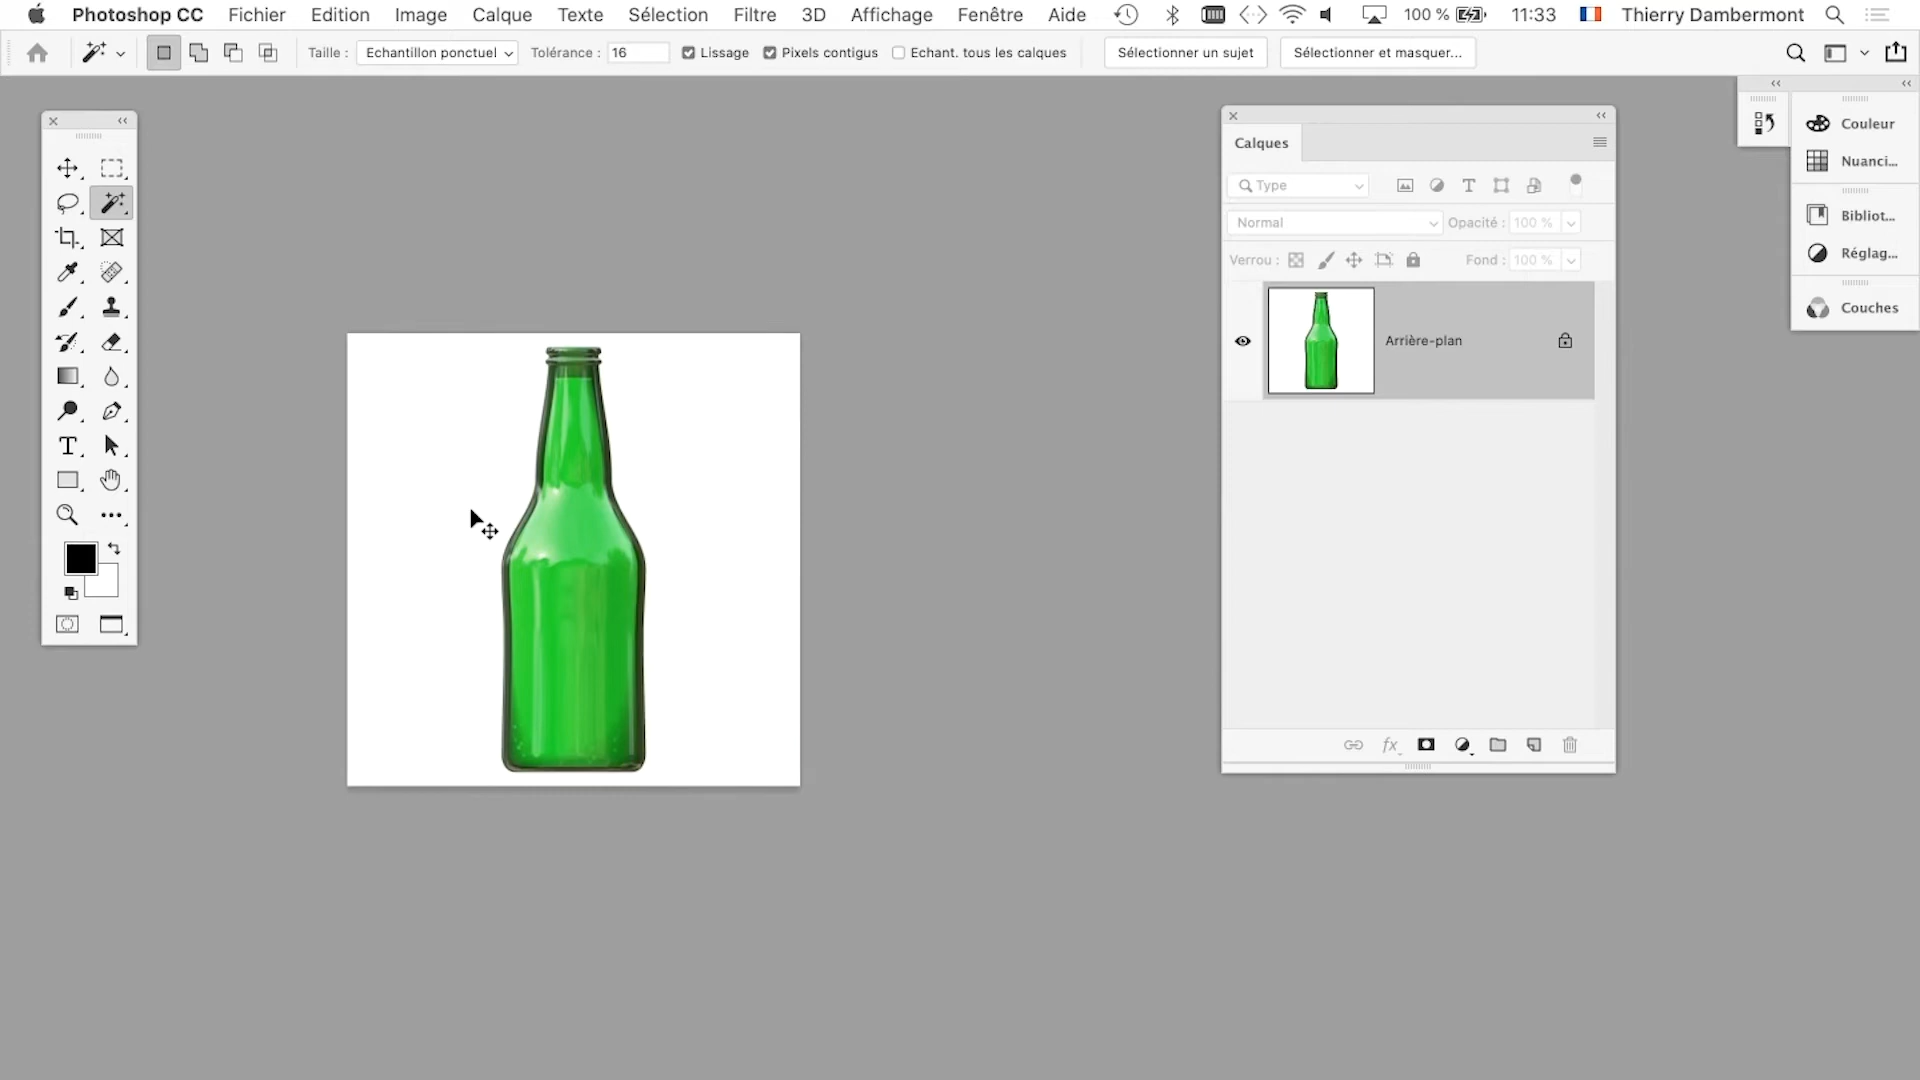 Photoshop CC Fichier Edition Image Calque Texte Sélection Filtre 3D Affichage Fenêtre Aide 100 % 11:33 Thierry Dambermont
Taille : Echantillon ponctuel Tolérance : 16 Lissage Pixels contigus Echant. tous les calques Sélectionner un sujet Sélectionner et masquer...
Calques
Type
Normal Opacité : 100 %
Verrou : Fond : 100 %
Arrière-plan
fx
Couleur
Nuanci...
Bibliot...
Réglag...
Couches